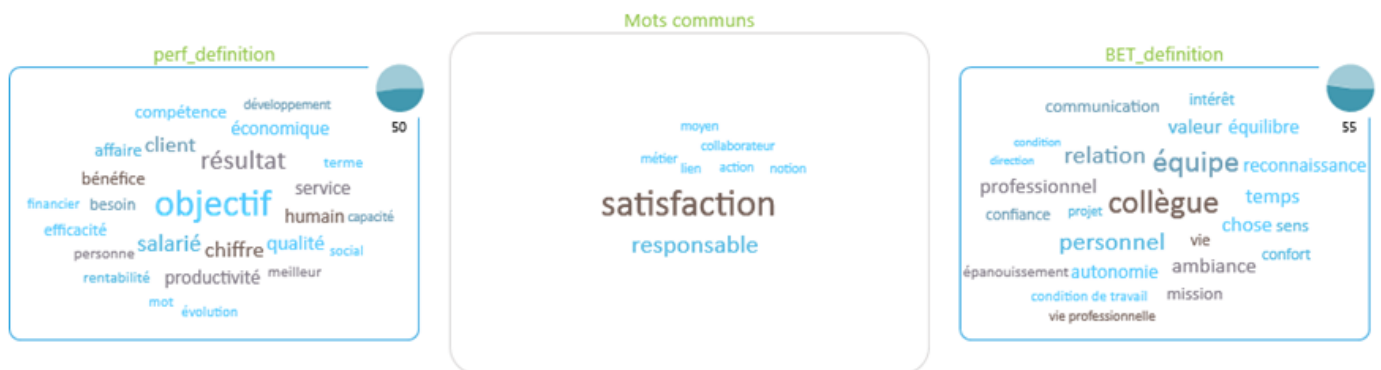 Mots communs
perf_definition
BET_definition
développement
compétence
50
économique
affaire client
résultat
terme
bénéfice
service
objectif
financier besoin
humain capacité
efficacité
salarié chiffre qualité
personne
social
rentabilité productivité meilleur
mot
évolution
moyen
collaborateur
métier
lien action notion
satisfaction
responsable
intérêt
communication
55
valeur équilibre
condition
relation équipe reconnaissance
direction
professionnel
collègue temps
confiance projet
chose sens
personnel vie
confort
épanouissement autonomie ambiance
condition de travail mission
vie professionnelle